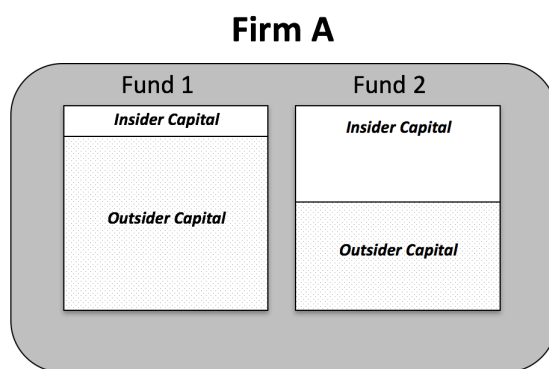 Firm A
Fund 1
Fund 2
Insider Capital
Insider Capital
Outsider Capital
Outsider Capital